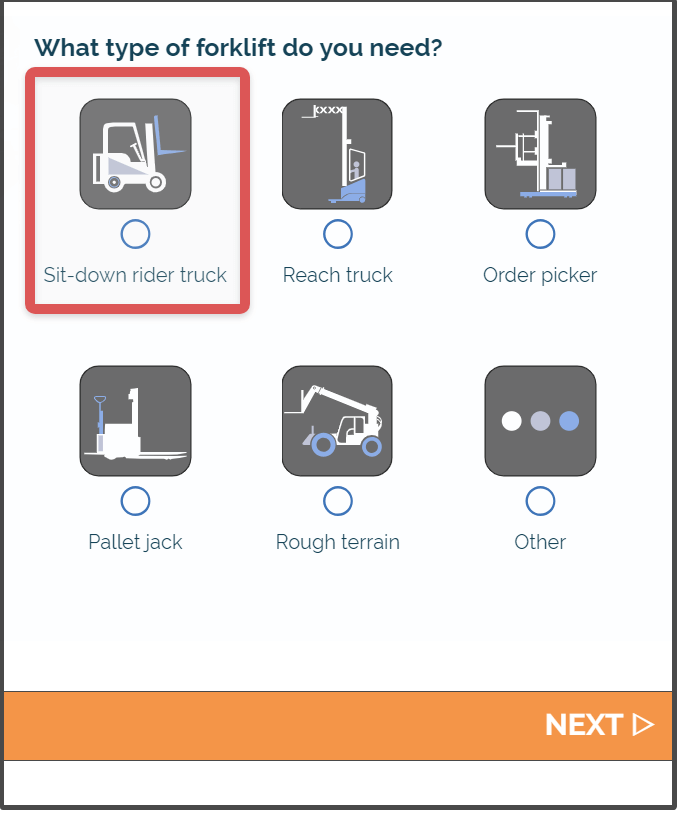 What type of forklift do you need?
Sit-down rider truck
Reach truck
Order picker
Pallet jack
Rough terrain
Other
NEXT